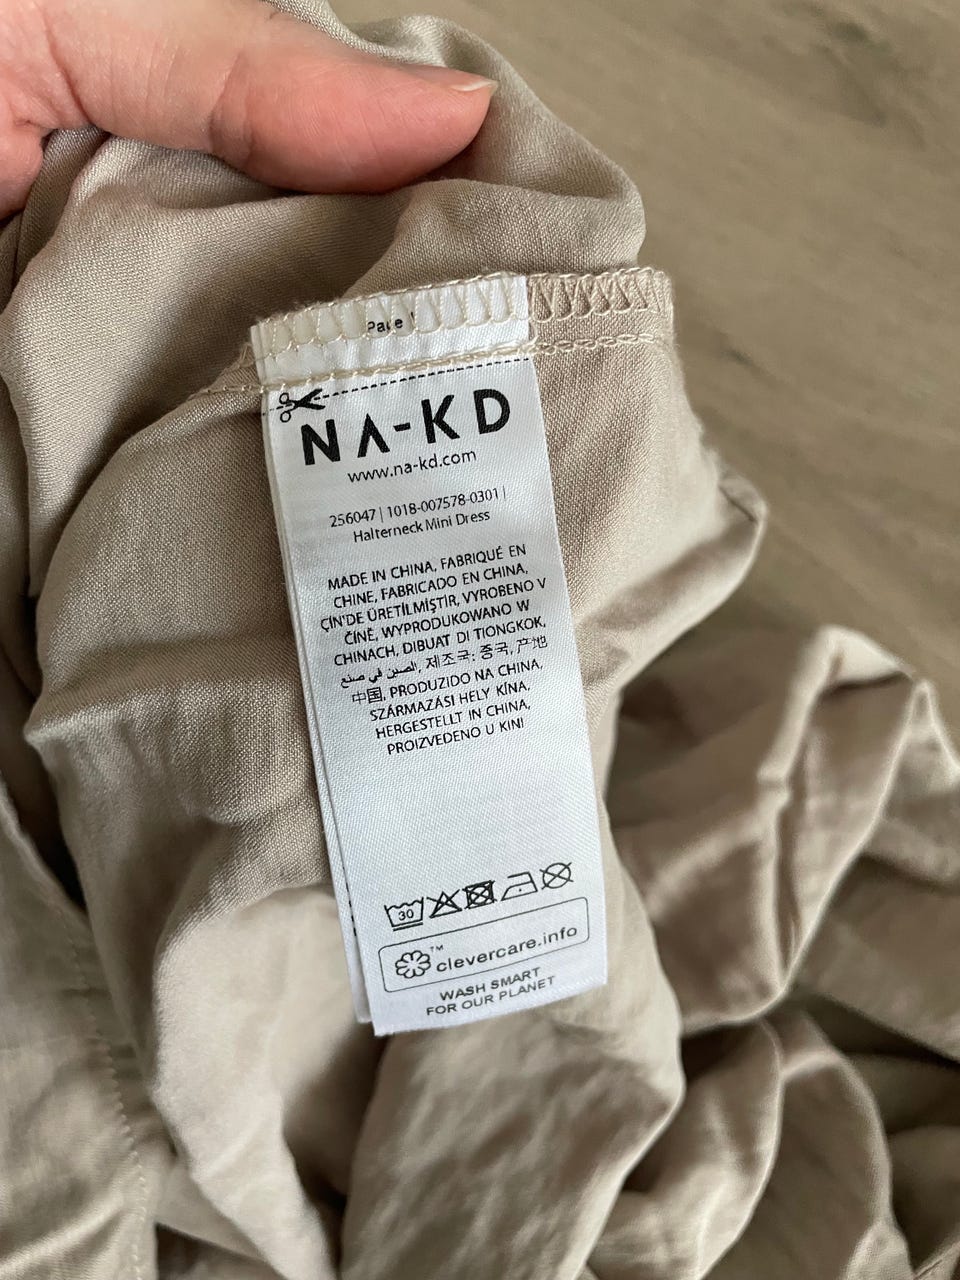 NA-KD
www.na-kd.com
256047 | 1018-007578-0301 |
Halterneck Mini Dress
MADE IN CHINA, FABRIQUÉ EN
CHINE, FABRICADO EN CHINA,
ÇİN'DE ÜRETİLMİŞTİR, VYROBENO V
ČÍNĚ, WYPRODUKOWANO W
CHINACH, DIBUAT DI TIONGKOK,
الصين في صنع, 제조국: 중국, 产地
中国, PRODUZIDO NA CHINA,
SZÁRMAZÁSI HELY KÍNA,
HERGESTELLT IN CHINA,
PROIZVEDENO U KINI
30
clevercare.info
WASH SMART
FOR OUR PLANET